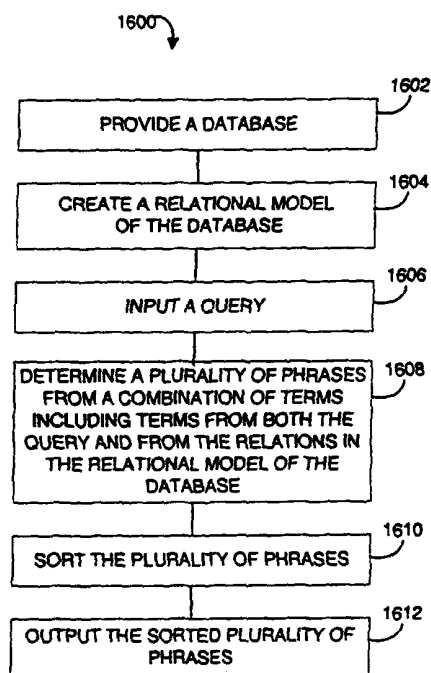 1600
1602
PROVIDE A DATABASE
1604
CREATE A RELATIONAL MODEL
OF THE DATABASE
1606
INPUT A QUERY
1608
DETERMINE A PLURALITY OF PHRASES
FROM A COMBINATION OF TERMS
INCLUDING TERMS FROM BOTH THE
QUERY AND FROM THE RELATIONS IN
THE RELATIONAL MODEL OF THE
DATABASE
1610
SORT THE PLURALITY OF PHRASES
1612
OUTPUT THE SORTED PLURALITY OF
PHRASES